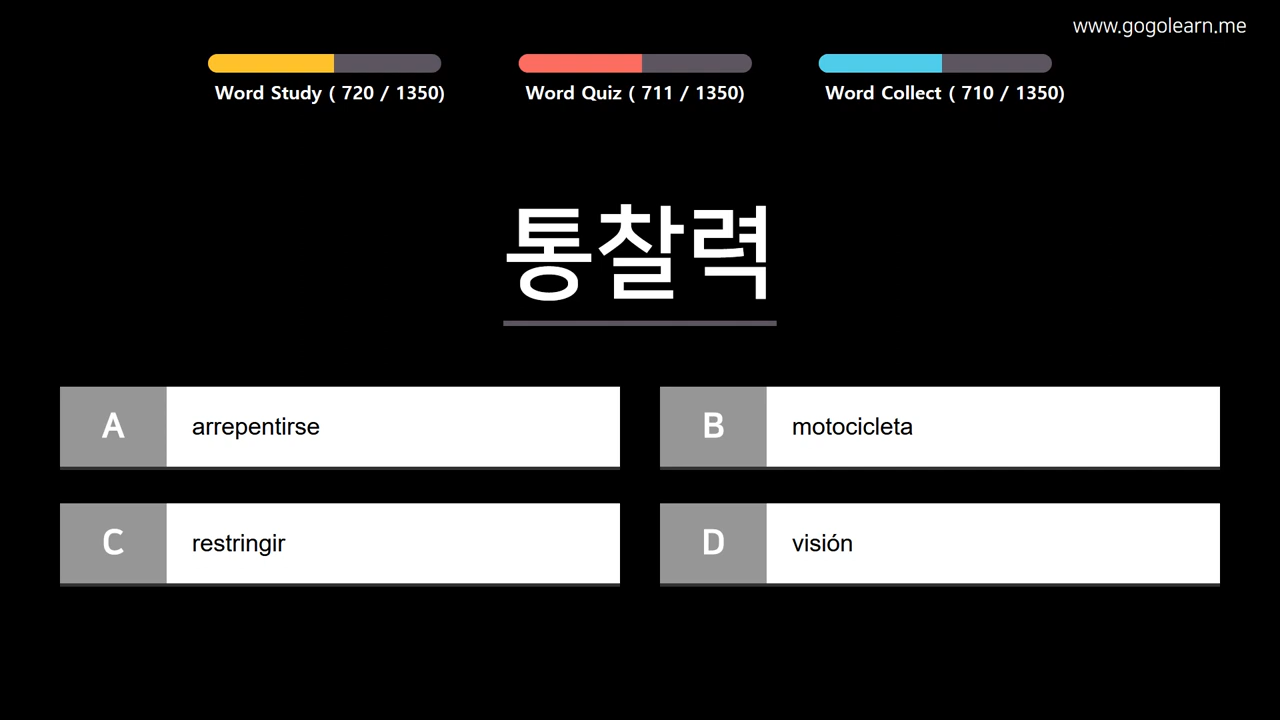 www.gogolearn.me
Word Study ( 720 / 1350)
Word Quiz ( 711 / 1350)
Word Collect ( 710 / 1350)
통찰력
A arrepentirse
B motocicleta
C restringir
D visión